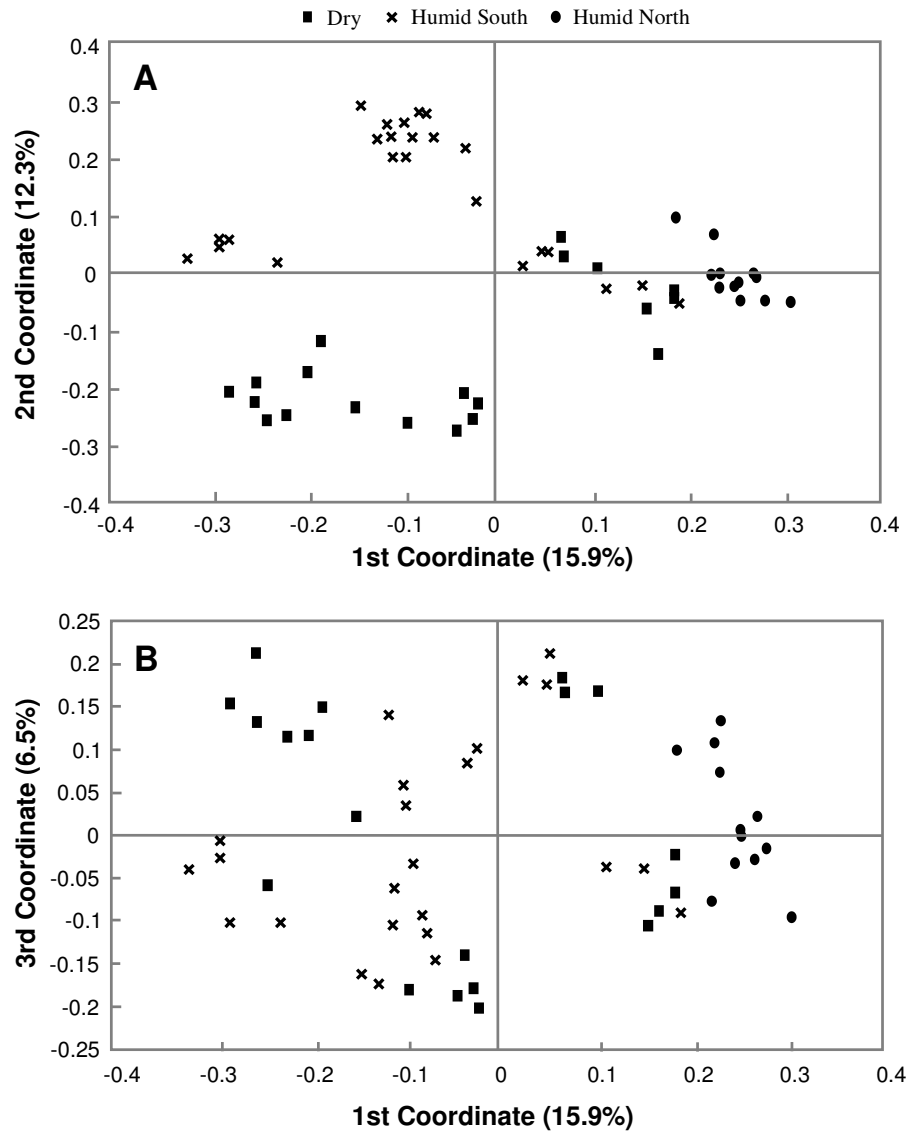 Dry Humid South Humid North
A
0.4
0.3
0.2
0.1
0
-0.1
-0.2
-0.3
-0.4
2nd Coordinate (12.3%)
-0.4 -0.3 -0.2 -0.1 0 0.1 0.2 0.3 0.4
1st Coordinate (15.9%)
B
0.25
0.2
0.15
0.1
0.05
0
-0.05
-0.1
-0.15
-0.2
-0.25
3rd Coordinate (6.5%)
-0.4 -0.3 -0.2 -0.1 0 0.1 0.2 0.3 0.4
1st Coordinate (15.9%)